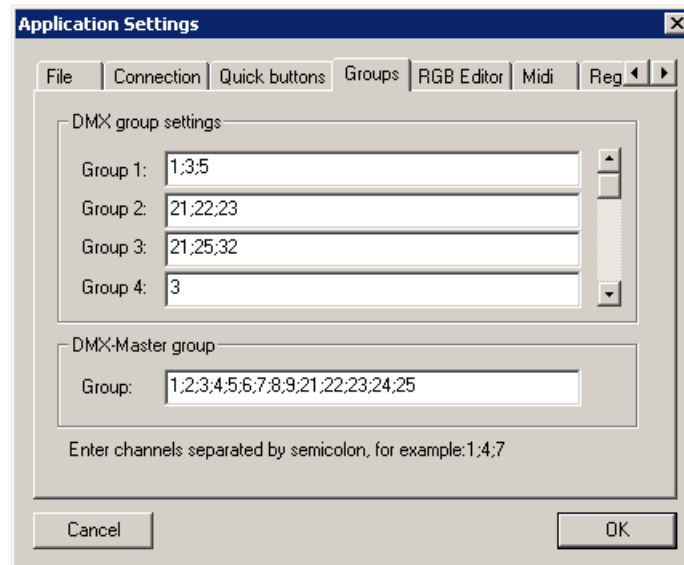 Application Settings
File Connection Quick buttons Groups RGB Editor Midi Reg
DMX group settings
Group 1: 1;3;5
Group 2: 21;22;23
Group 3: 21;25;32
Group 4: 3
DMX-Master group
Group: 1;2;3;4;5;6;7;8;9;21;22;23;24;25
Enter channels separated by semicolon, for example:1;4;7
Cancel OK